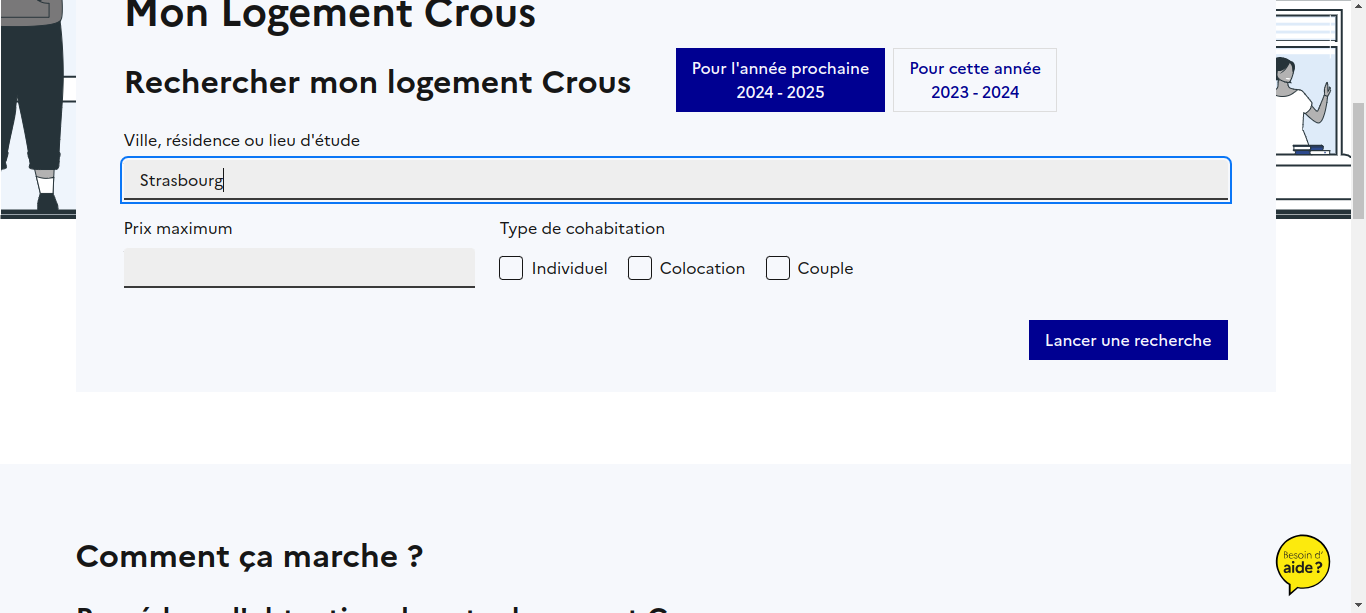 Mon Logement Crous
Rechercher mon logement Crous
Pour l'année prochaine
2024 - 2025
Pour cette année
2023 - 2024
Ville, résidence ou lieu d'étude
Strasbourg
Prix maximum
Type de cohabitation
Individuel
Colocation
Couple
Lancer une recherche
Comment ça marche ?
Besoin d'
aide ?